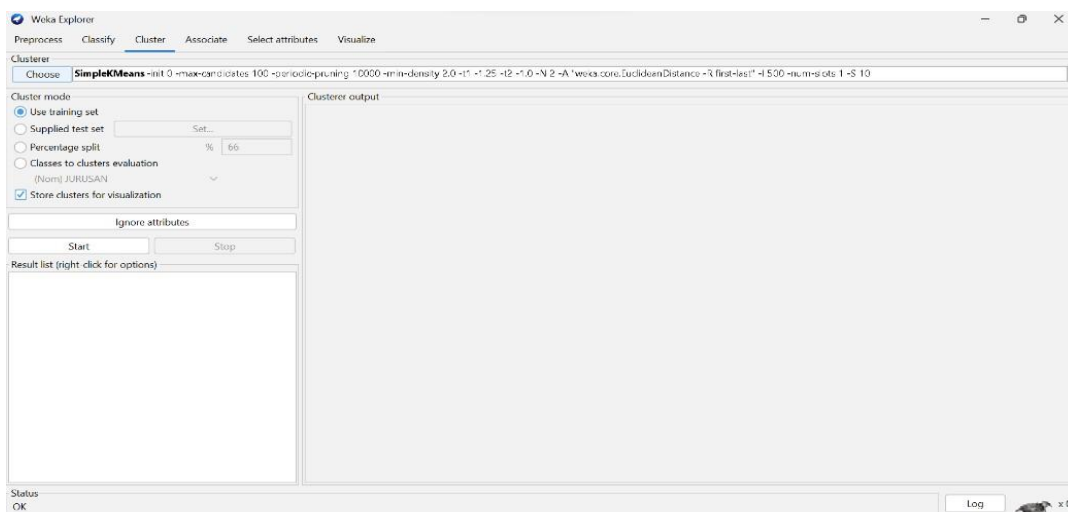 Weka Explorer
Preprocess Classify Cluster Associate Select attributes Visualize
Clusterer
Choose SimpleKMeans -init 0 -max-candidates 100 -periodic-pruning 10000 -min-density 2.0 -t1 -1.25 -t2 -1.0 -N 2 -A "weka.core.EuclideanDistance -R first-last" -I 500 -num-slots 1 -S 10
Cluster mode
Use training set
Supplied test set Set...
Percentage split % 66
Classes to clusters evaluation
(Nom) JURUSAN
Store clusters for visualization
Ignore attributes
Start Stop
Result list (right-click for options)
Clusterer output
Status
OK
Log
x 0